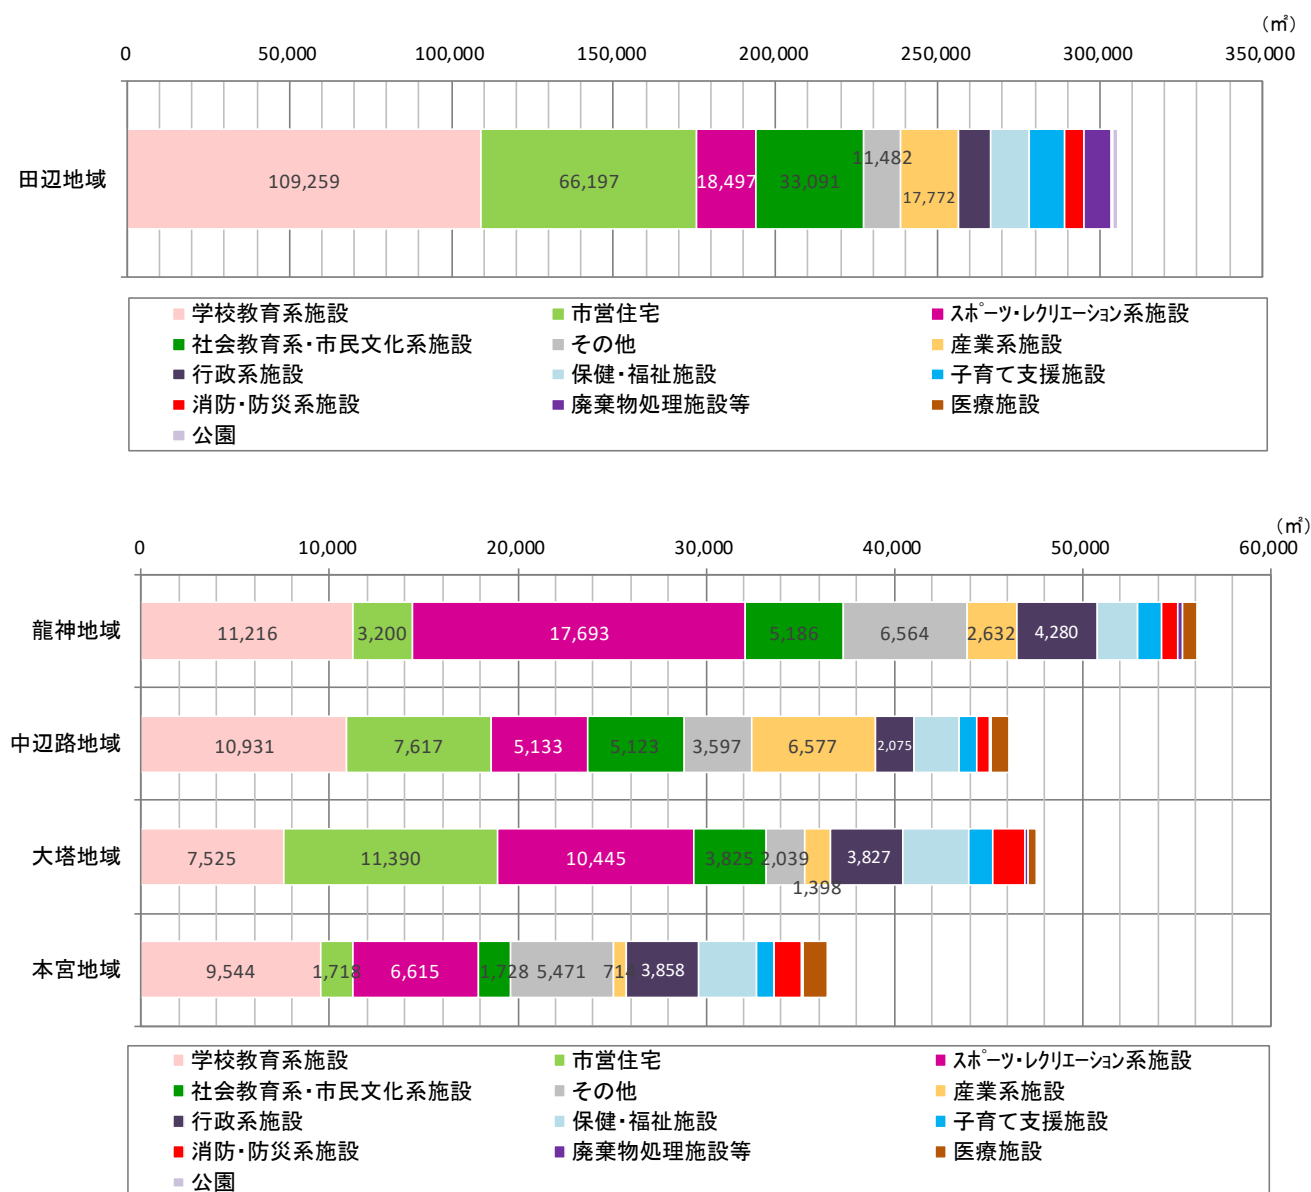 (㎡)
0 50,000 100,000 150,000 200,000 250,000 300,000 350,000
田辺地域 109,259 66,197 18,497 33,091 11,482 17,772
学校教育系施設 市営住宅 スポーツ・レクリエーション系施設
社会教育系・市民文化系施設 その他 産業系施設
行政系施設 保健・福祉施設 子育て支援施設
消防・防災系施設 廃棄物処理施設等 医療施設
公園
(㎡)
0 10,000 20,000 30,000 40,000 50,000 60,000
龍神地域 11,216 3,200 17,693 5,186 6,564 2,632 4,280
中辺路地域 10,931 7,617 5,133 5,123 3,597 6,577 2,075
大塔地域 7,525 11,390 10,445 3,825 2,039 1,398 3,827
本宮地域 9,544 1,718 6,615 1,728 5,471 714 3,858
学校教育系施設 市営住宅 スポーツ・レクリエーション系施設
社会教育系・市民文化系施設 その他 産業系施設
行政系施設 保健・福祉施設 子育て支援施設
消防・防災系施設 廃棄物処理施設等 医療施設
公園